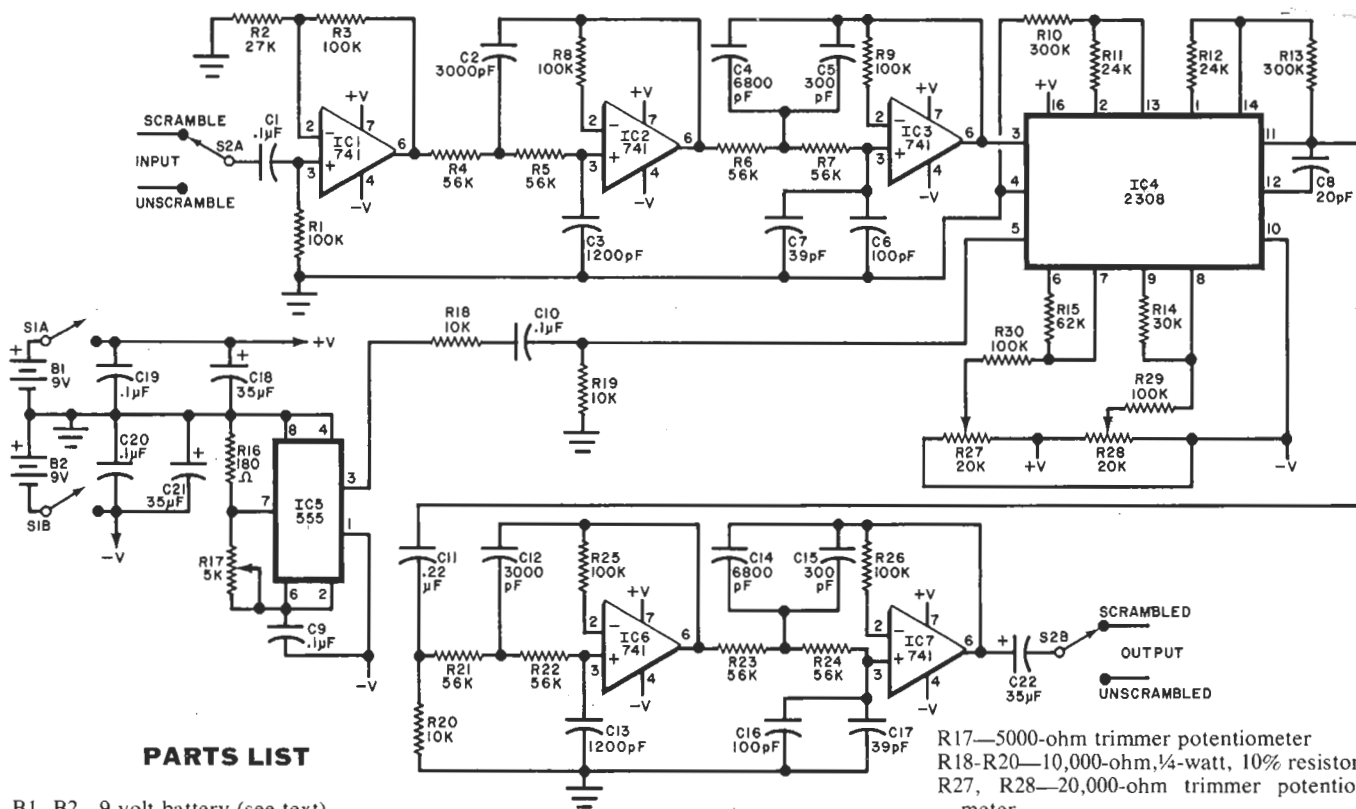 R2
27K
R3
100K
C2
3000pF
R8
100K
C4
6800
pF
C5
300
pF
R9
100K
R10
300K
R11
24K
R12
24K
R13
300K
SCRAMBLE
INPUT
UNSCRAMBLE
S2A
C1
.1µF
R1
100K
+V
7
2
−
IC1
741
6
+
3
4
−V
R4
56K
R5
56K
+V
7
2
−
IC2
741
6
+
3
4
−V
C3
1200pF
R6
56K
R7
56K
+V
7
2
−
IC3
741
6
+
3
4
−V
C7
39pF
C6
100pF
+V
16
2
13
1
14
3
11
4
12
5
10
IC4
2308
6
7
9
8
C8
20pF
R15
62K
R14
30K
R30
100K
R29
100K
R27
20K
+V
R28
20K
−V
S1A
+
B1
9V
C19
.1µF
+
C18
35µF
+V
R18
10K
C10
.1µF
R19
10K
+
B2
9V
S1B
C20
.1µF
+
C21
35µF
−V
R16
180
Ω
8
4
7
3
IC5
555
1
6
2
R17
5K
C9
.1µF
−V
C11
.22
µF
C12
3000
pF
R25
100K
C14
6800
pF
C15
300
pF
R26
100K
R21
56K
R22
56K
R20
10K
C13
1200pF
+V
7
2
−
IC6
741
6
+
3
4
−V
R23
56K
R24
56K
C16
100pF
C17
39pF
+V
7
2
−
IC7
741
6
+
3
4
−V
+
C22
35µF
S2B
SCRAMBLED
OUTPUT
UNSCRAMBLED
PARTS LIST
B1, B2—9 volt battery (see text)
R17—5000-ohm trimmer potentiometer
R18-R20—10,000-ohm,¼-watt, 10% resistor
R27, R28—20,000-ohm trimmer potentio-
meter